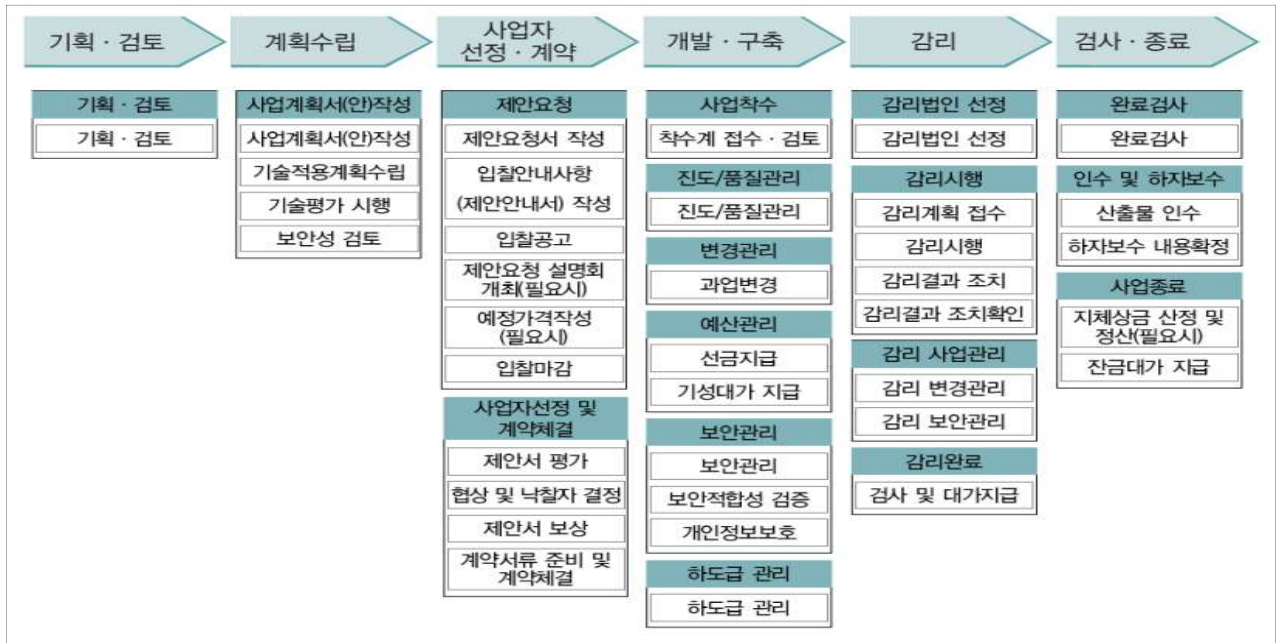 기획 · 검토
계획수립
사업자
선정 · 계약
개발 · 구축
감리
검사 · 종료
기획 · 검토
기획 · 검토
사업계획서(안)작성
사업계획서(안)작성
기술적용계획수립
기술평가 시행
보안성 검토
제안요청
제안요청서 작성
입찰안내사항
(제안안내서) 작성
입찰공고
제안요청 설명회
개최(필요시)
예정가격작성
(필요시)
입찰마감
사업자선정 및
계약체결
제안서 평가
협상 및 낙찰자 결정
제안서 보상
계약서류 준비 및
계약체결
사업착수
착수계 접수 · 검토
진도/품질관리
진도/품질관리
변경관리
과업변경
예산관리
선금지급
기성대가 지급
보안관리
보안관리
보안적합성 검증
개인정보보호
하도급 관리
하도급 관리
감리법인 선정
감리법인 선정
감리시행
감리계획 접수
감리시행
감리결과 조치
감리결과 조치확인
감리 사업관리
감리 변경관리
감리 보안관리
감리완료
검사 및 대가지급
완료검사
완료검사
인수 및 하자보수
산출물 인수
하자보수 내용확정
사업종료
지체상금 산정 및
정산(필요시)
잔금대가 지급